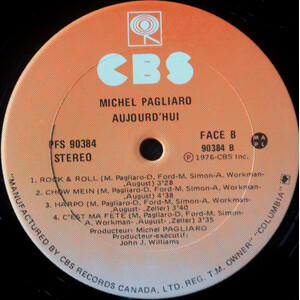 CBS
MICHEL PAGLIARO
AUJOURD'HUI
PFS 90384
STEREO
FACE B
90384 B
MAPL
℗ 1976-CBS Inc.
1. ROCK & ROLL (M. Pagliaro-D. Ford-M. Simon-A. Workman-
-August) 3'28
2. CHOW MEIN (M. Pagliaro-D. Ford-M. Simon-A. Workman-
-August)
3. HARPO (M. Pagliaro-D. Ford-M. Simon-A. Workman-
-August -Zeller) 3'35
4. C'EST MA FETE (M. Pagliaro-D. Ford-M. Simon-A. Workman-
-August -Zeller) 5'40
Producteur: Michel PAGLIARO
Producteur-exécutif:
John J. Williams
"MANUFACTURED BY CBS RECORDS CANADA, LTD. REG. T.M. OWNER "COLUMBIA"